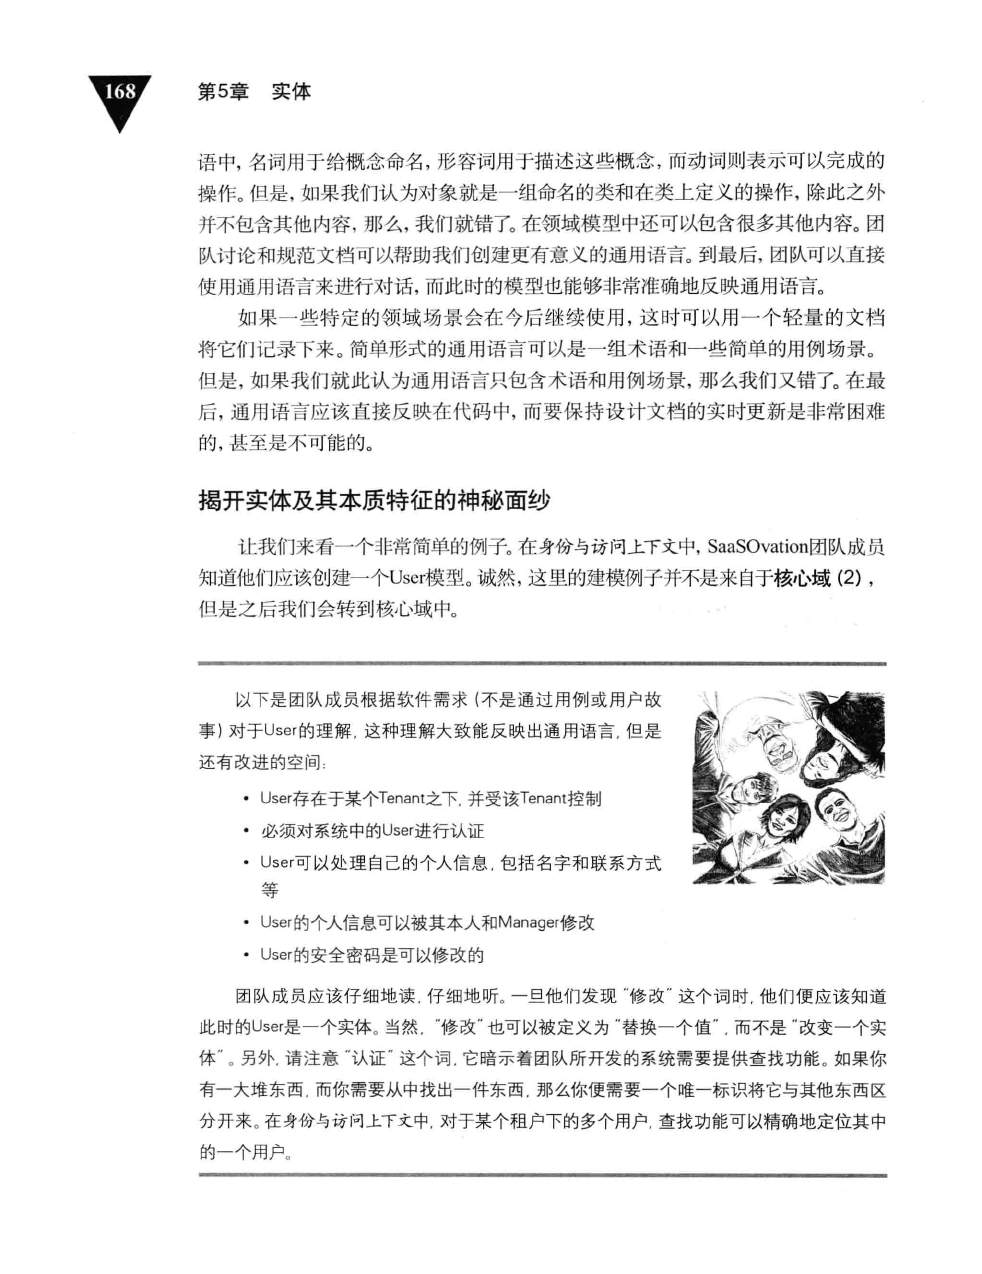 168
第5章 实体
语中, 名词用于给概念命名, 形容词用于描述这些概念, 而动词则表示可以完成的
操作。但是, 如果我们认为对象就是一组命名的类和在类上定义的操作, 除此之外
并不包含其他内容, 那么, 我们就错了。在领域模型中还可以包含很多其他内容。团
队讨论和规范文档可以帮助我们创建更有意义的通用语言。到最后, 团队可以直接
使用通用语言来进行对话, 而此时的模型也能够非常准确地反映通用语言。
如果一些特定的领域场景会在今后继续使用, 这时可以用一个轻量的文档
将它们记录下来。简单形式的通用语言可以是一组术语和一些简单的用例场景。
但是, 如果我们就此认为通用语言只包含术语和用例场景, 那么我们又错了。在最
后, 通用语言应该直接反映在代码中, 而要保持设计文档的实时更新是非常困难
的, 甚至是不可能的。
揭开实体及其本质特征的神秘面纱
让我们来看一个非常简单的例子。在身份与访问上下文中, SaaSOvation团队成员
知道他们应该创建一个User模型。诚然, 这里的建模例子并不是来自于核心域 (2) ,
但是之后我们会转到核心域中。
以下是团队成员根据软件需求 (不是通过用例或用户故
事) 对于User的理解, 这种理解大致能反映出通用语言, 但是
还有改进的空间:
• User存在于某个Tenant之下, 并受该Tenant控制
• 必须对系统中的User进行认证
• User可以处理自己的个人信息, 包括名字和联系方式
等
• User的个人信息可以被其本人和Manager修改
• User的安全密码是可以修改的
团队成员应该仔细地读, 仔细地听。一旦他们发现 “修改” 这个词时, 他们便应该知道
此时的User是一个实体。当然, “修改” 也可以被定义为 “替换一个值” , 而不是 “改变一个实
体” 。另外, 请注意 “认证” 这个词, 它暗示着团队所开发的系统需要提供查找功能。如果你
有一大堆东西, 而你需要从中找出一件东西, 那么你便需要一个唯一标识将它与其他东西区
分开来。在身份与访问上下文中, 对于某个租户下的多个用户, 查找功能可以精确地定位其中
的一个用户。